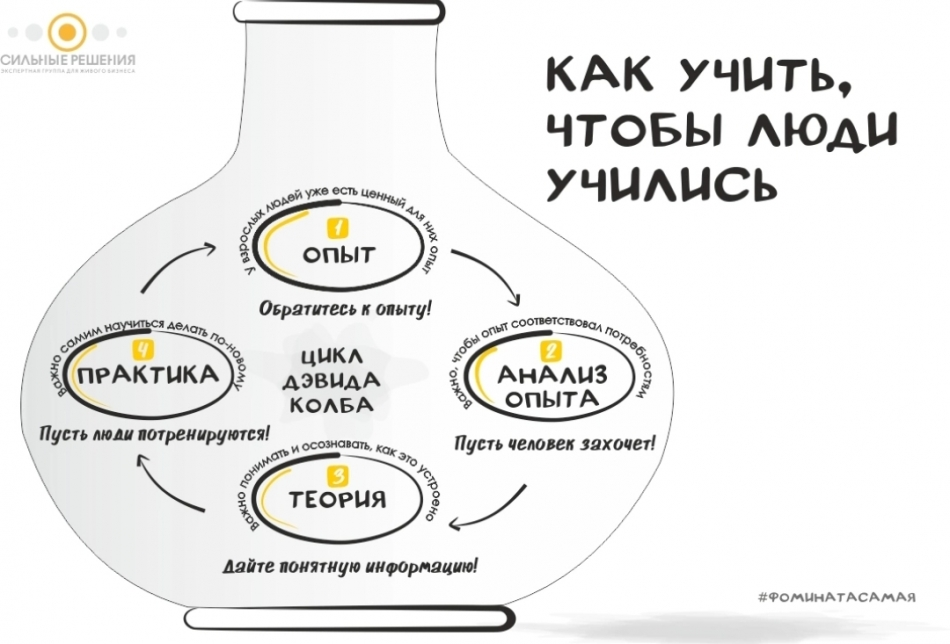 СИЛЬНЫЕ РЕШЕНИЯ
ЭКСПЕРТНАЯ ГРУППА ДЛЯ ЖИВОГО БИЗНЕСА
КАК УЧИТЬ,
ЧТОБЫ ЛЮДИ
УЧИЛИСЬ
У взрослых людей уже есть ценный для них опыт
1
ОПЫТ
Обратитесь к опыту!
Важно, чтобы опыт соответствовал потребностям
2
АНАЛИЗ
ОПЫТА
Пусть человек захочет!
Важно понимать и осознавать, как это устроено
3
ТЕОРИЯ
Дайте понятную информацию!
Важно самим научиться делать по-новому
4
ПРАКТИКА
Пусть люди потренируются!
ЦИКЛ
ДЭВИДА
КОЛБА
#ФОМИНАТАСАМАЯ